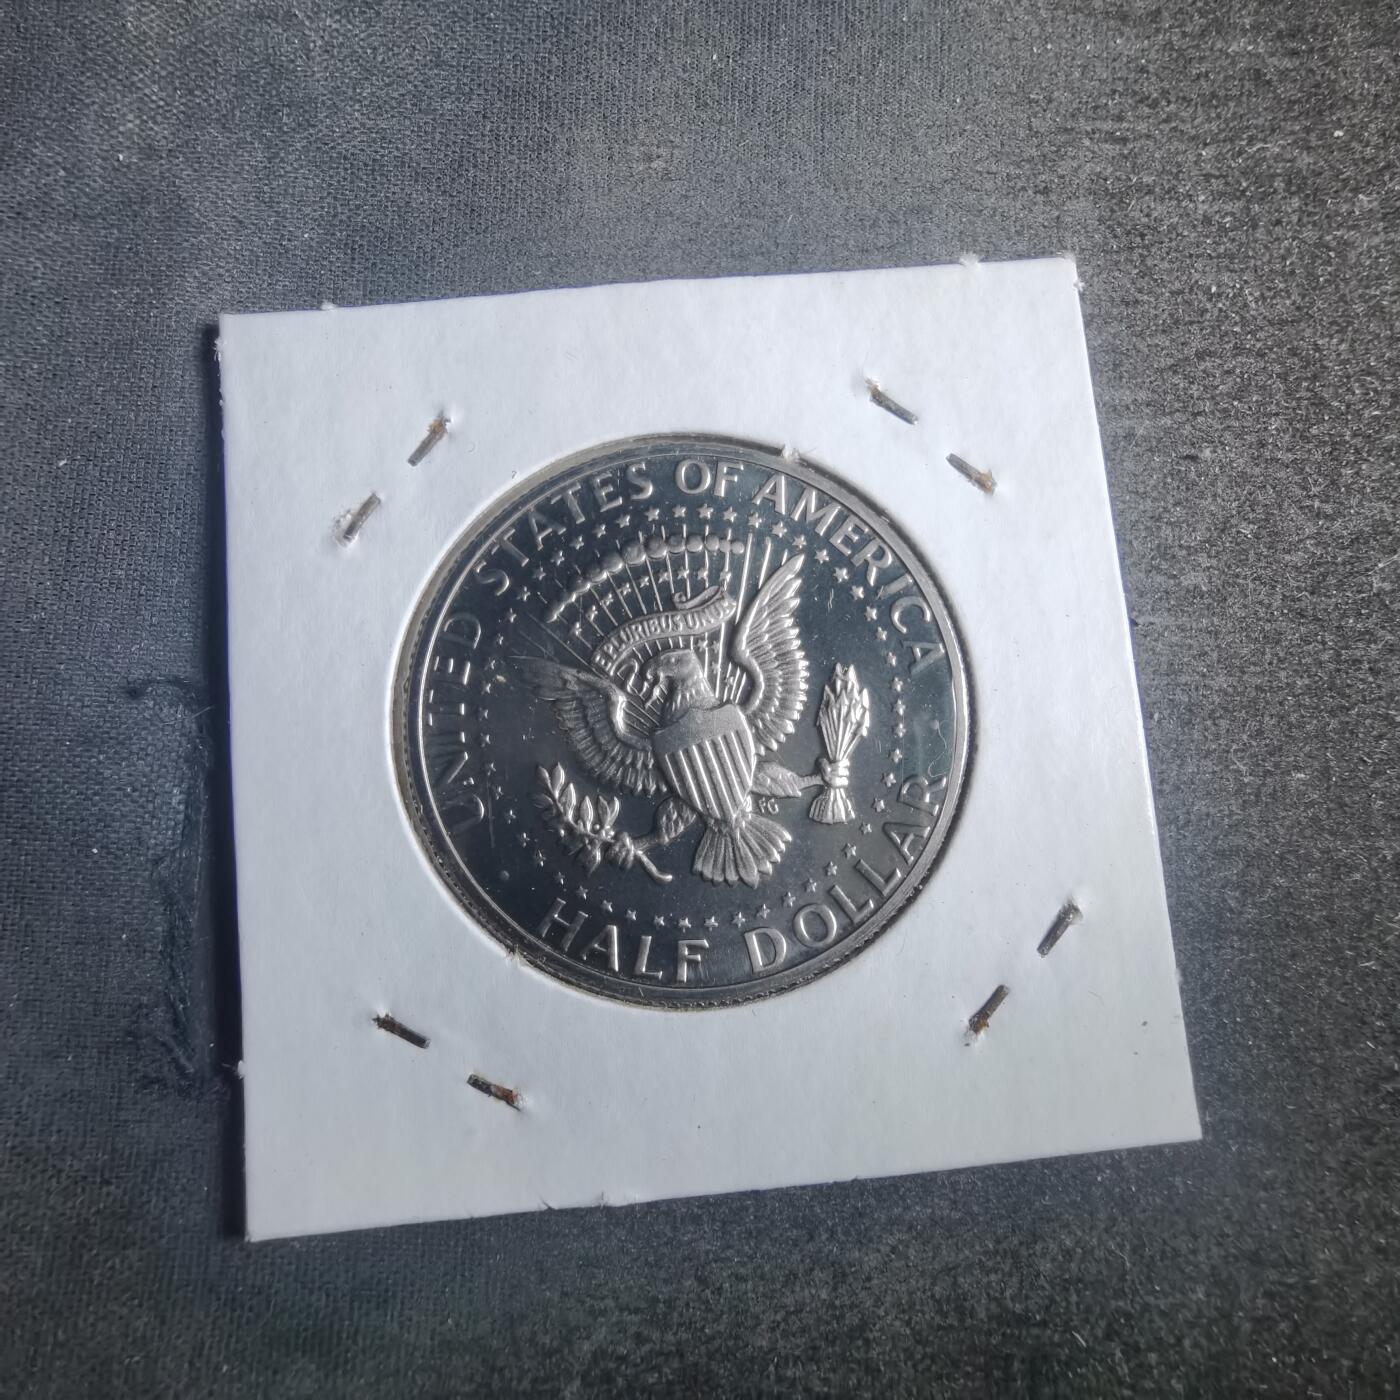 UNITED STATES OF AMERICA
E PLURIBUS UNUM
FG
HALF DOLLAR